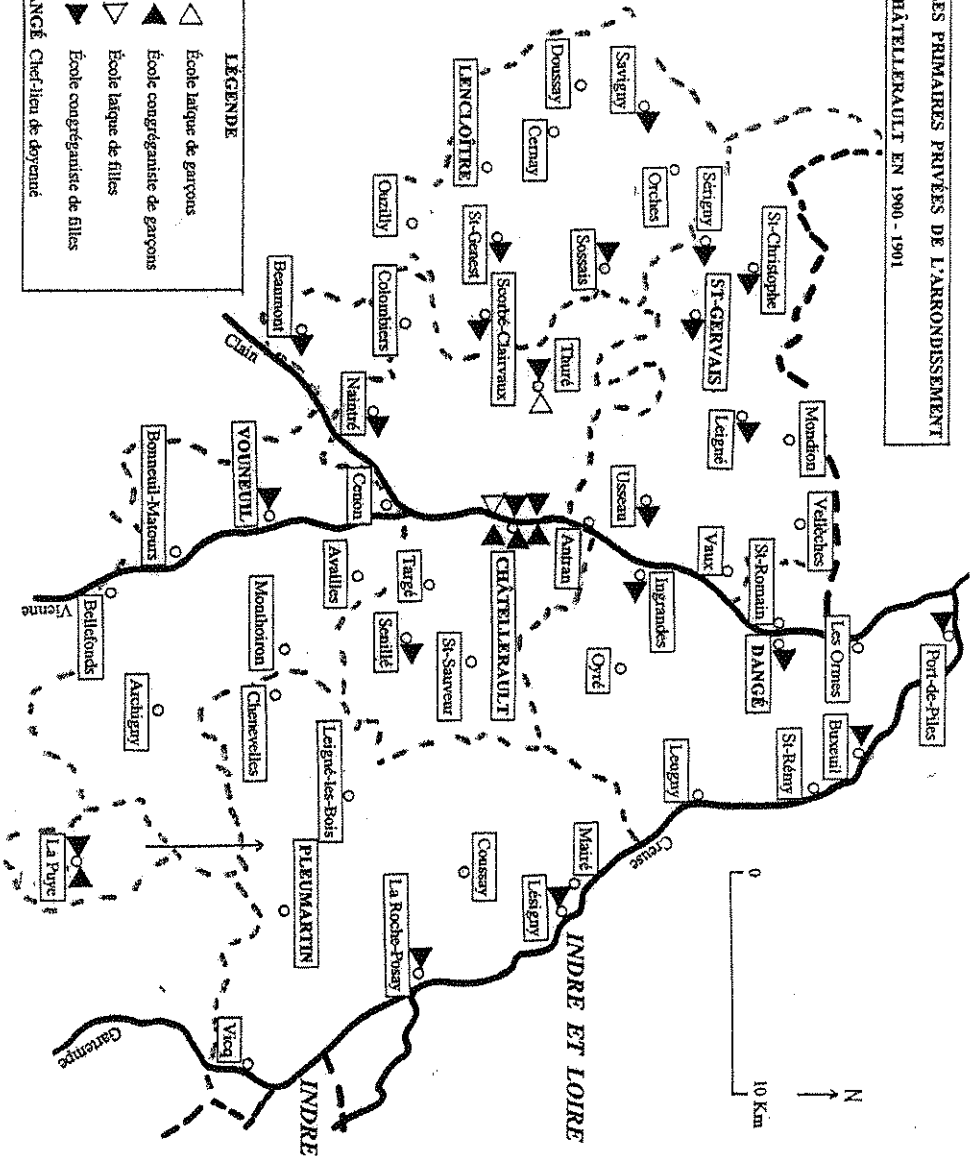 ES PRIMAIRES PRIVÉES DE L'ARRONDISSEMENT
HÂTELLERAULT EN 1900 - 1901
N
0
10 Km
Port-de-Piles
Les Ormes
Buxeuil
Mondion
Vellèches
St-Romain
DANGÉ
St-Rémy
St-Christophe
ST-GERVAIS
Leigné
Vaux
Leugny
Sérigny
Orches
Usseau
Ingrandes
Oyré
Creuse
Mairé
INDRE ET LOIRE
Savigny
Sossais
Antran
Lésigny
Doussay
Cernay
Thuré
CHÂTELLERAULT
Coussay
LENCLOÎTRE
St-Genest
Scorbé-Clairvaux
St-Sauveur
La Roche-Posay
Ouzilly
Colombiers
Naintré
Cenon
Targé
Senillé
Availles
Leigné-les-Bois
PLEUMARTIN
INDRE
Beaumont
Clain
VOUNEUIL
Monthoiron
Chenevelles
Vicq
Bonneuil-Matours
Archigny
Bellefonds
Vienne
La Puye
Gartempe
LÉGENDE
École laïque de garçons
École congréganiste de garçons
École laïque de filles
École congréganiste de filles
ANGÉ Chef-lieu de doyenné